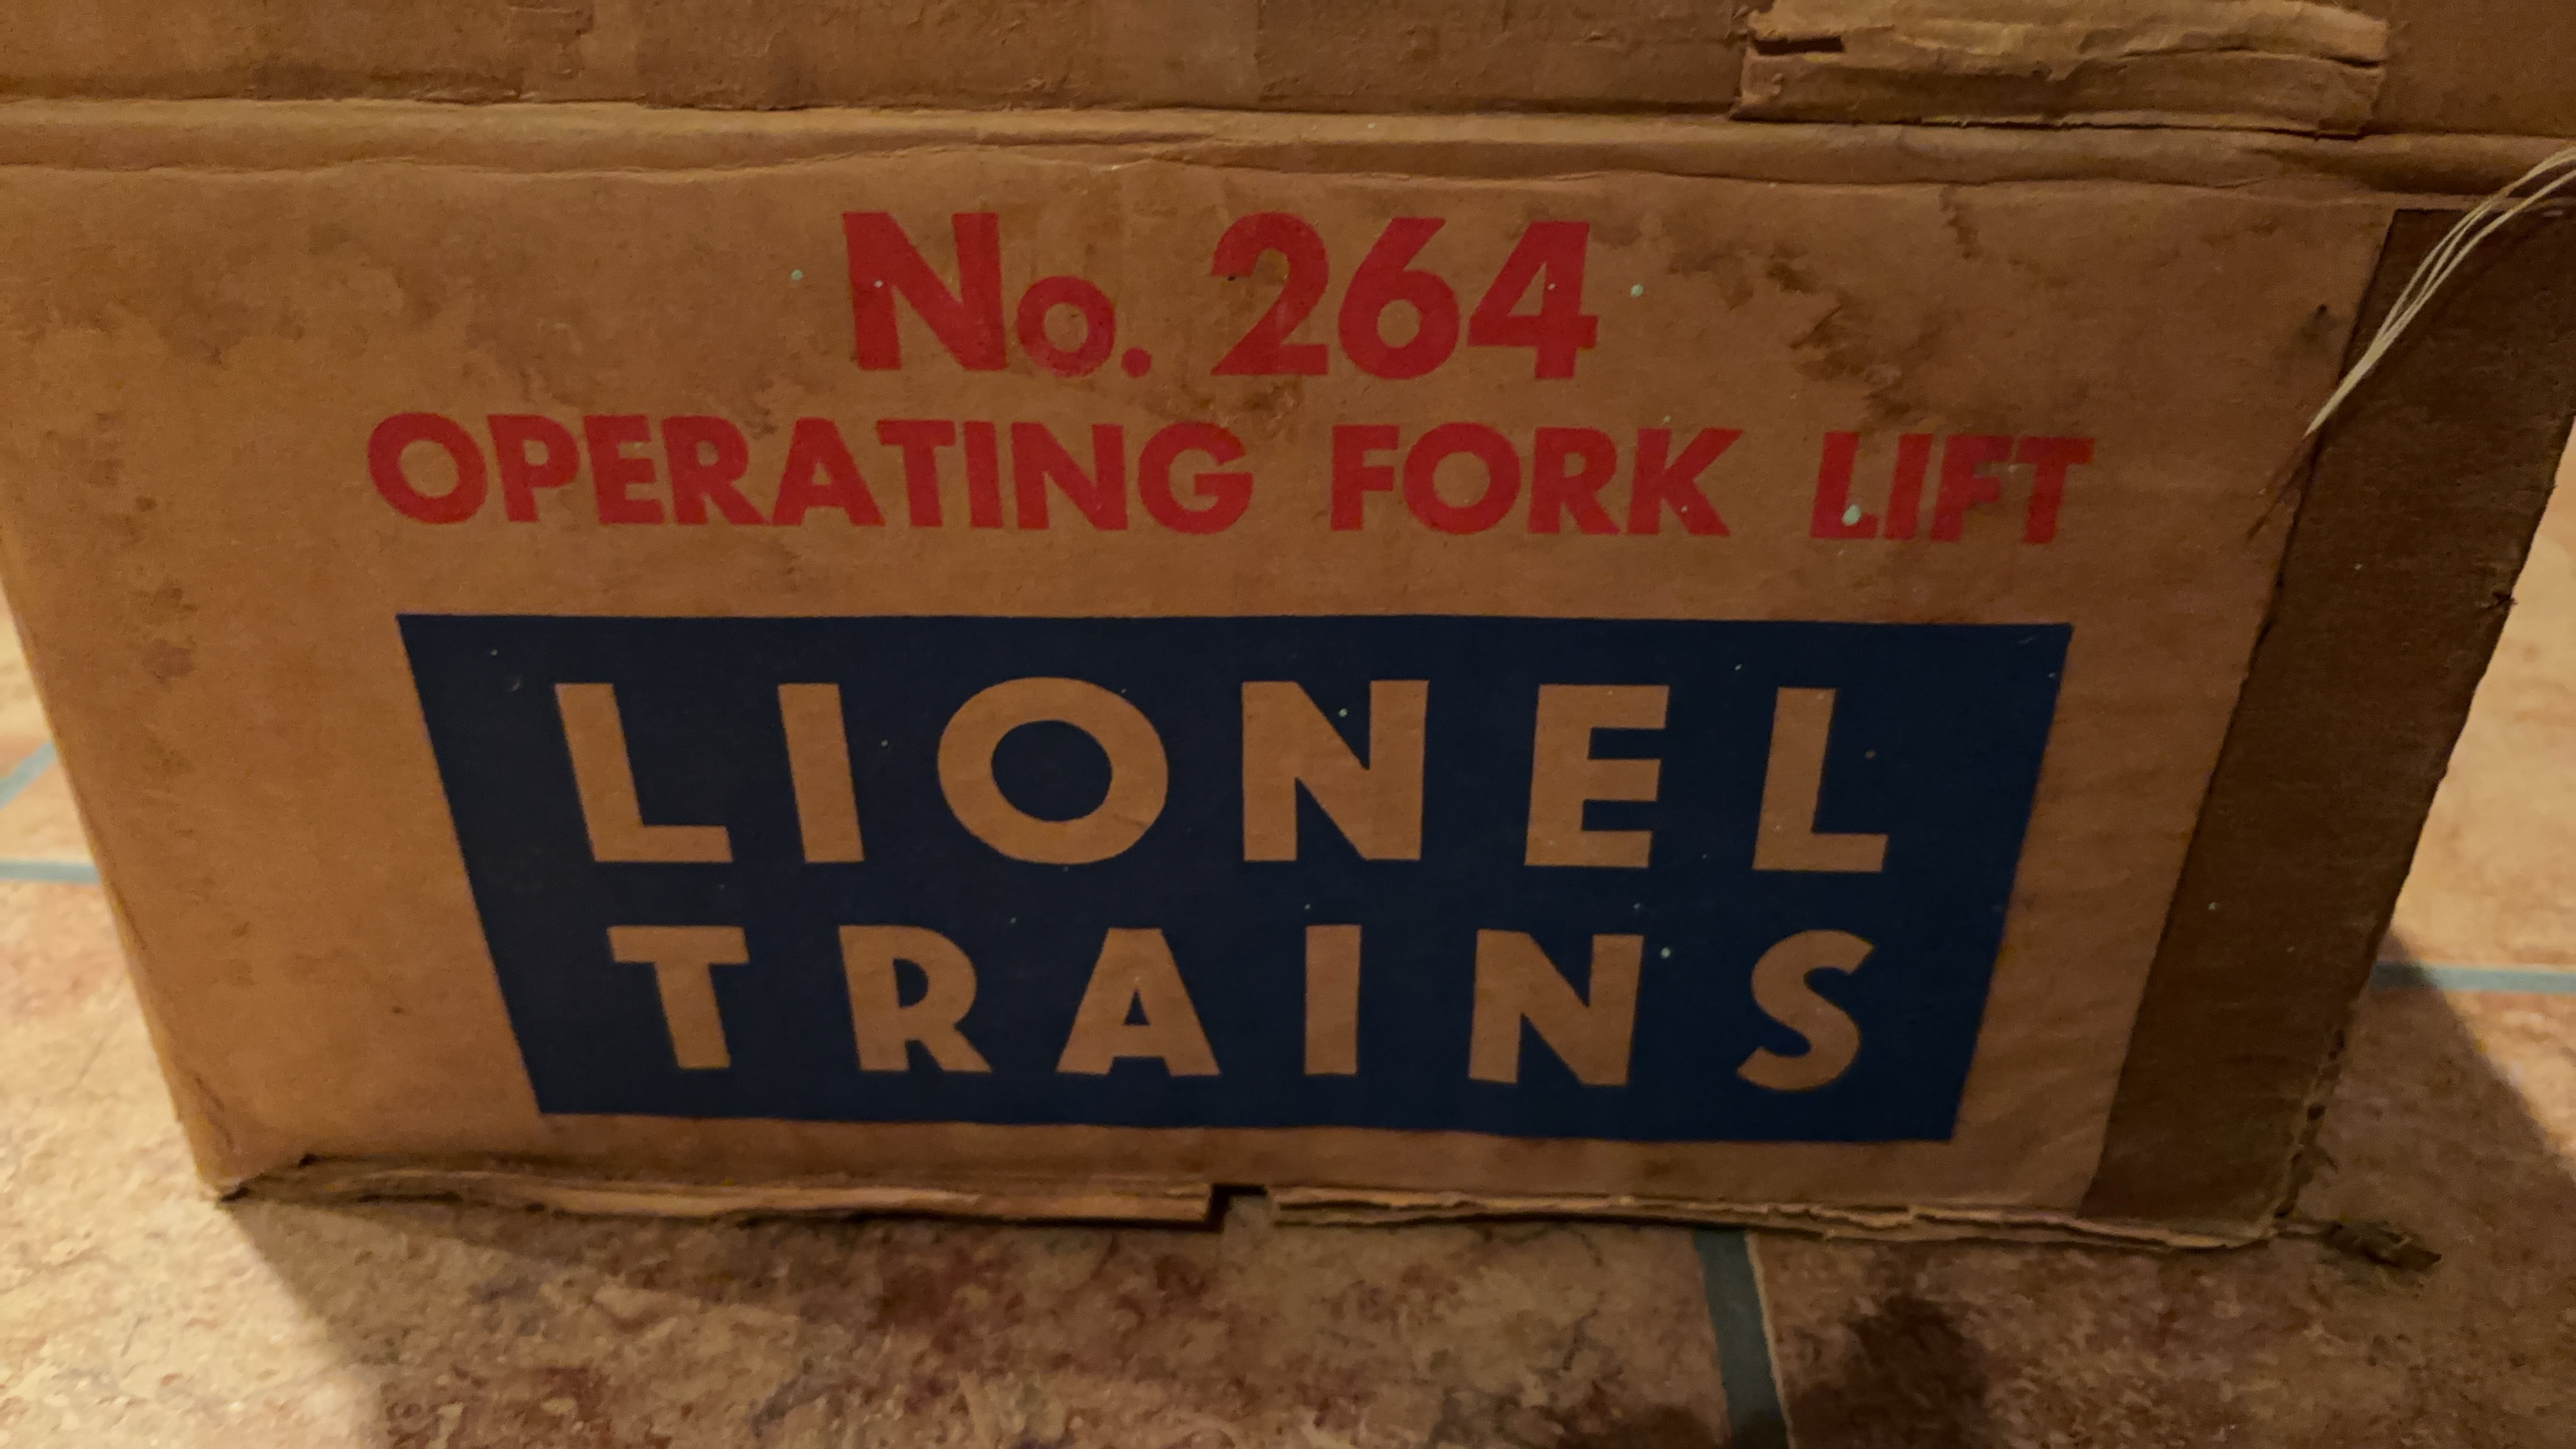 No. 264
OPERATING FORK LIFT
LIONEL
TRAINS